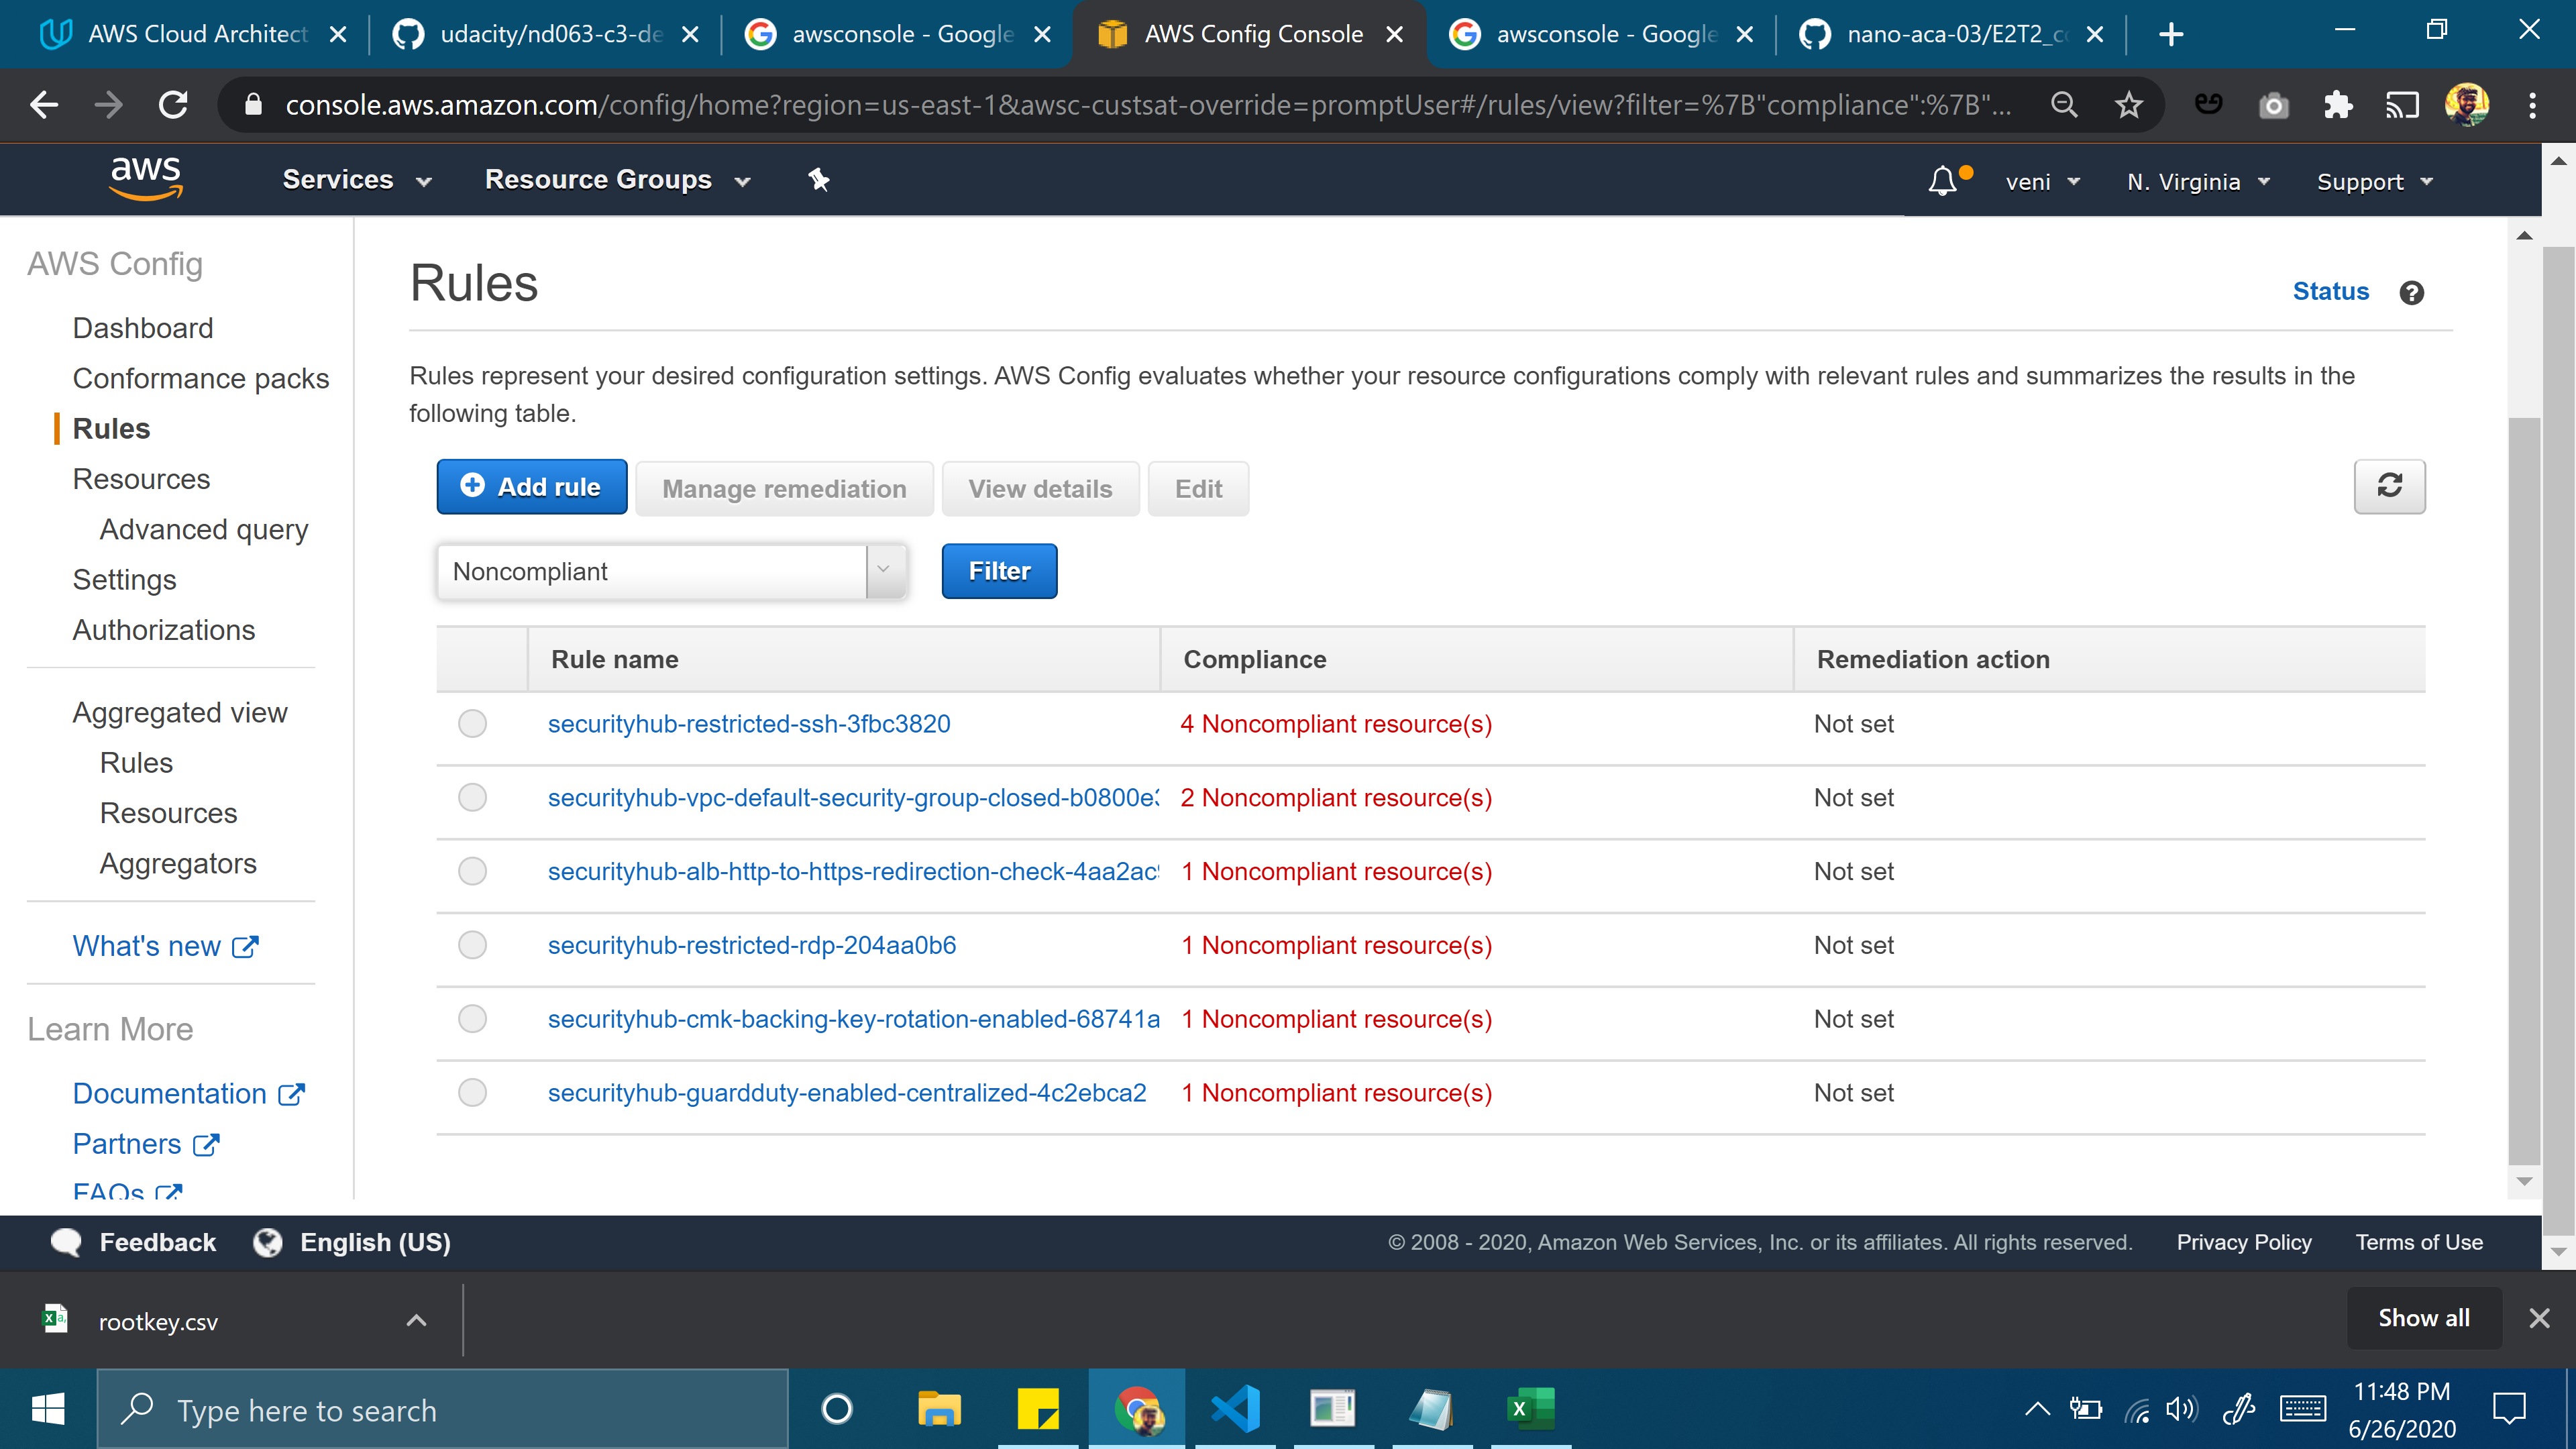 AWS Cloud Architect
udacity/nd063-c3-de
awsconsole - Google
AWS Config Console
awsconsole - Google
nano-aca-03/E2T2_co
console.aws.amazon.com/config/home?region=us-east-1&awsc-custsat-override=promptUser#/rules/view?filter=%7B"compliance":%7B"...
aws
Services
Resource Groups
veni
N. Virginia
Support
AWS Config
Dashboard
Conformance packs
Rules
Resources
Advanced query
Settings
Authorizations
Aggregated view
Rules
Resources
Aggregators
What's new
Learn More
Documentation
Partners
FAQs
Rules
Status
Rules represent your desired configuration settings. AWS Config evaluates whether your resource configurations comply with relevant rules and summarizes the results in the
following table.
Add rule
Manage remediation
View details
Edit
Noncompliant
Filter
Rule name Compliance Remediation action
securityhub-restricted-ssh-3fbc3820 4 Noncompliant resource(s) Not set
securityhub-vpc-default-security-group-closed-b0800e3 2 Noncompliant resource(s) Not set
securityhub-alb-http-to-https-redirection-check-4aa2ac9 1 Noncompliant resource(s) Not set
securityhub-restricted-rdp-204aa0b6 1 Noncompliant resource(s) Not set
securityhub-cmk-backing-key-rotation-enabled-68741a 1 Noncompliant resource(s) Not set
securityhub-guardduty-enabled-centralized-4c2ebca2 1 Noncompliant resource(s) Not set
Feedback
English (US)
© 2008 - 2020, Amazon Web Services, Inc. or its affiliates. All rights reserved.
Privacy Policy
Terms of Use
rootkey.csv
Show all
Type here to search
11:48 PM
6/26/2020